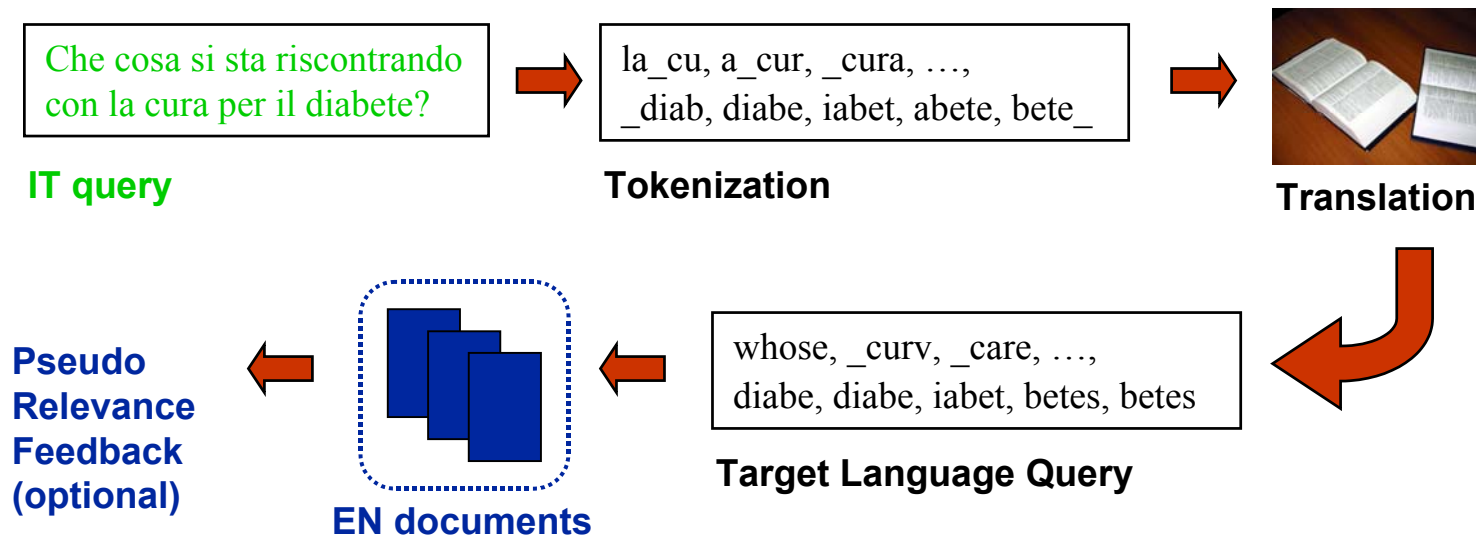 Che cosa si sta riscontrando
con la cura per il diabete?
IT query
la_cu, a_cur, _cura, …,
_diab, diabe, iabet, abete, bete_
Tokenization
Translation
whose, _curv, _care, …,
diabe, diabe, iabet, betes, betes
Target Language Query
EN documents
Pseudo
Relevance
Feedback
(optional)